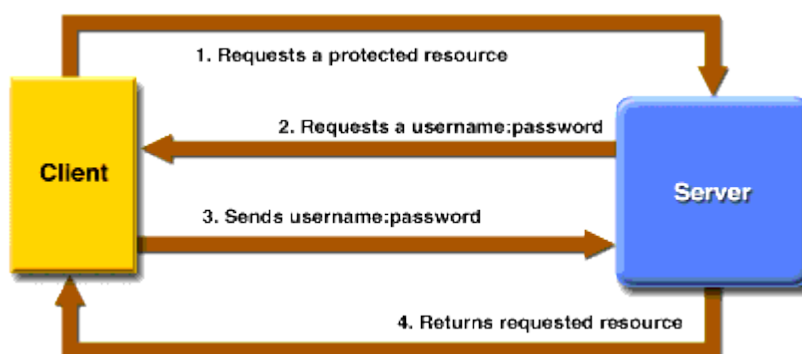 1. Requests a protected resource
2. Requests a username:password
Client
Server
3. Sends username:password
4. Returns requested resource